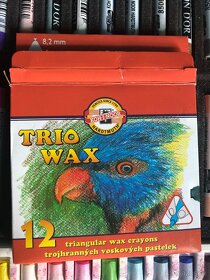 8,2 mm
KOH-I-NOOR
HARDTMUTH
TRIO
WAX
12
triangular wax crayons
trojhranných voskových pastelek